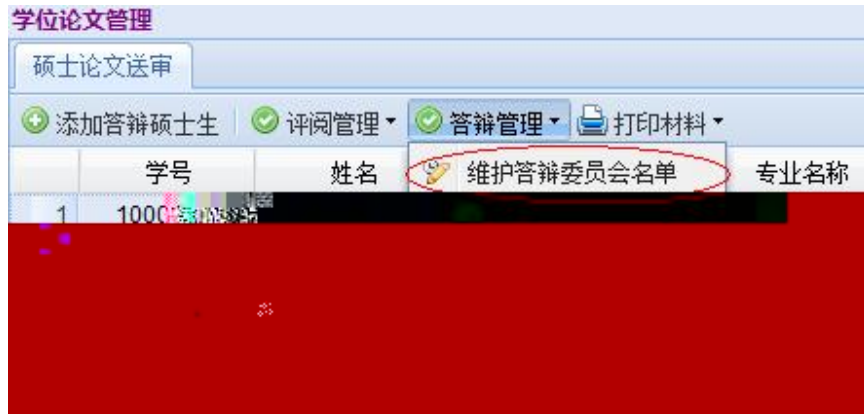 学位论文管理
硕士论文送审
添加答辩硕士生 评阅管理 答辩管理 打印材料
学号 姓名 维护答辩委员会名单 专业名称
1 1000